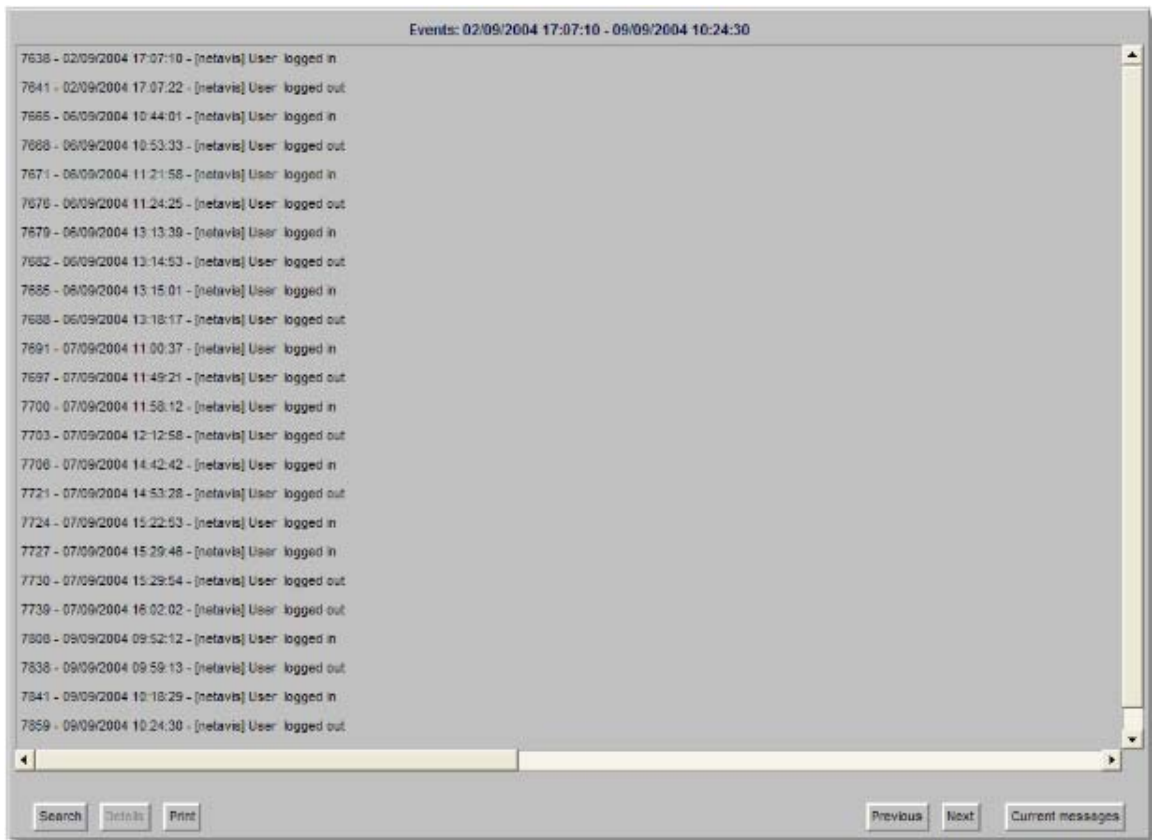 Events: 02/09/2004 17:07:10 - 09/09/2004 10:24:30
7638 - 02/09/2004 17:07:10 - [netavis] User logged in
7641 - 02/09/2004 17:07:22 - [netavis] User logged out
7665 - 06/09/2004 10:44:01 - [netavis] User logged in
7668 - 06/09/2004 10:53:33 - [netavis] User logged out
7671 - 06/09/2004 11:21:58 - [netavis] User logged in
7676 - 06/09/2004 11:24:25 - [netavis] User logged out
7679 - 06/09/2004 13:13:39 - [netavis] User logged in
7682 - 06/09/2004 13:14:53 - [netavis] User logged out
7685 - 06/09/2004 13:15:01 - [netavis] User logged in
7688 - 06/09/2004 13:18:17 - [netavis] User logged out
7691 - 07/09/2004 11:00:37 - [netavis] User logged in
7697 - 07/09/2004 11:49:21 - [netavis] User logged out
7700 - 07/09/2004 11:58:12 - [netavis] User logged in
7703 - 07/09/2004 12:12:58 - [netavis] User logged out
7706 - 07/09/2004 14:42:42 - [netavis] User logged in
7721 - 07/09/2004 14:53:28 - [netavis] User logged out
7724 - 07/09/2004 15:22:53 - [netavis] User logged in
7727 - 07/09/2004 15:29:46 - [netavis] User logged in
7730 - 07/09/2004 15:29:54 - [netavis] User logged out
7739 - 07/09/2004 16:02:02 - [netavis] User logged out
7808 - 09/09/2004 09:52:12 - [netavis] User logged in
7838 - 09/09/2004 09:59:13 - [netavis] User logged out
7841 - 09/09/2004 10:18:29 - [netavis] User logged in
7859 - 09/09/2004 10:24:30 - [netavis] User logged out
Search Details Print Previous Next Current messages